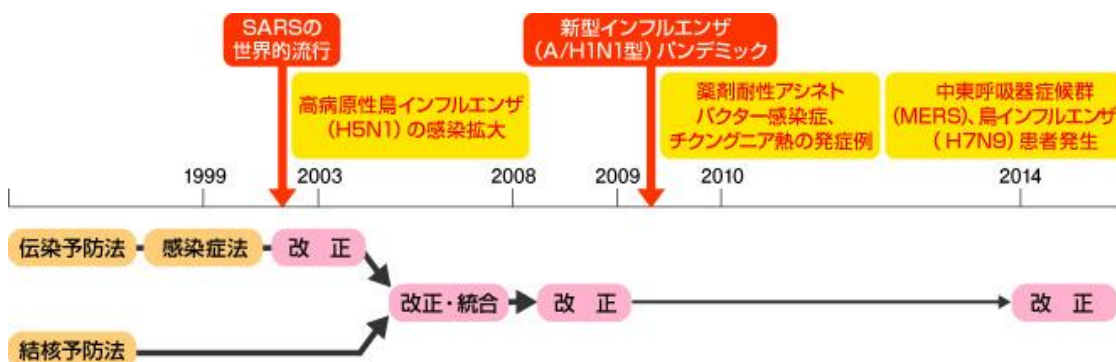 SARSの
世界的流行
新型インフルエンザ
(A/H1N1型) パンデミック
高病原性鳥インフルエンザ
(H5N1) の感染拡大
薬剤耐性アシネト
バクター感染症、
チクングニア熱の発症例
中東呼吸器症候群
(MERS)、鳥インフルエンザ
(H7N9) 患者発生
1999
2003
2008
2009
2010
2014
伝染予防法
感染症法
改 正
改正・統合
改 正
改 正
結核予防法